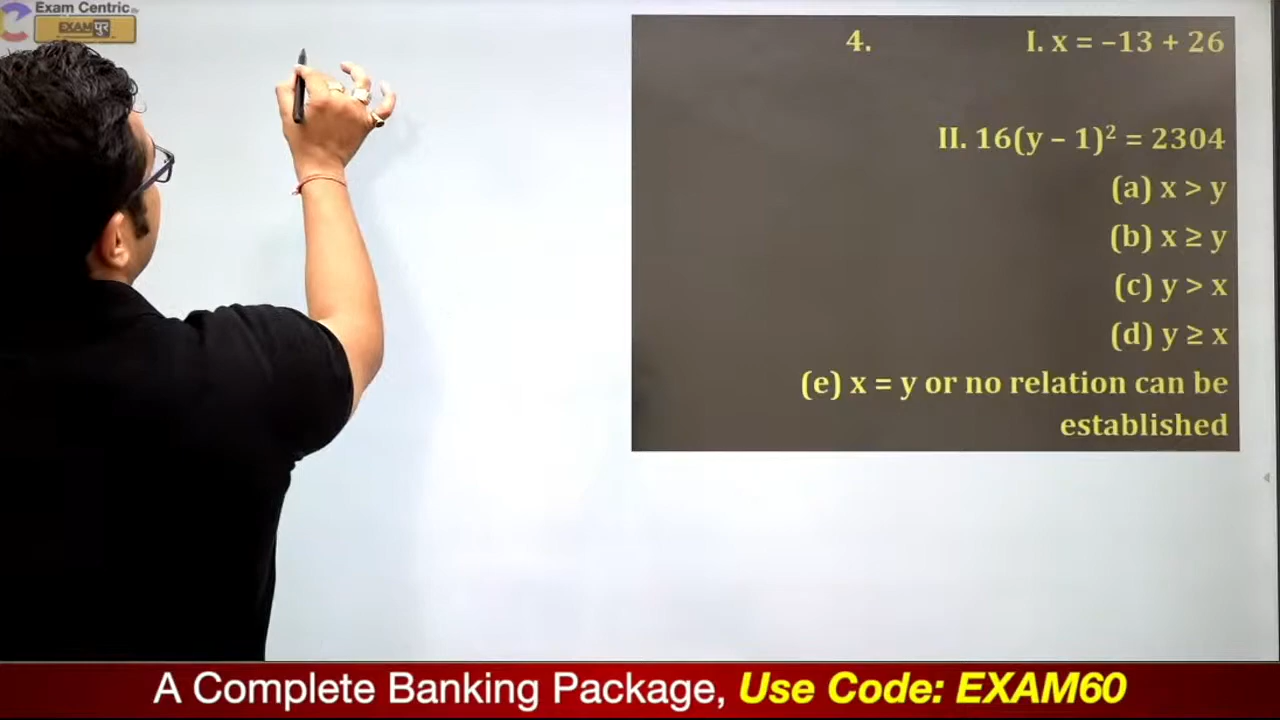 Exam Centric By
EXAMपुर
4. I. x = –13 + 26
II. 16(y – 1)² = 2304
(a) x > y
(b) x ≥ y
(c) y > x
(d) y ≥ x
(e) x = y or no relation can be
established
A Complete Banking Package, Use Code: EXAM60